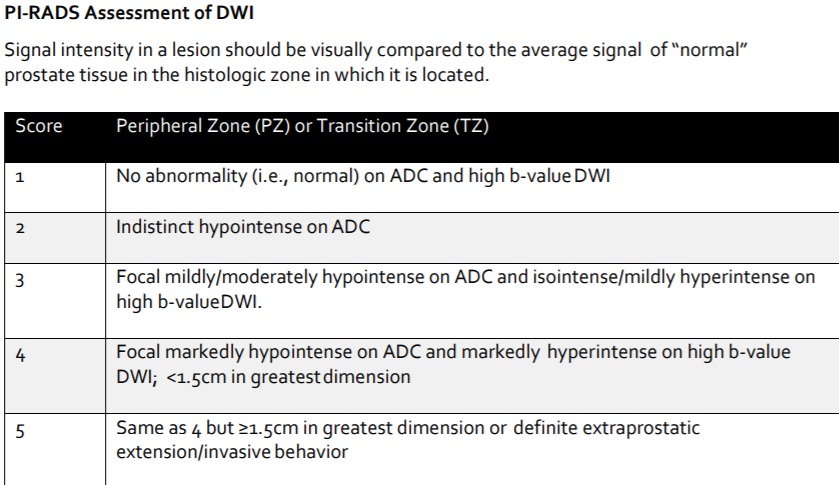 PI-RADS Assessment of DWI
Signal intensity in a lesion should be visually compared to the average signal of “normal”
prostate tissue in the histologic zone in which it is located.
Score Peripheral Zone (PZ) or Transition Zone (TZ)
1 No abnormality (i.e., normal) on ADC and high b-value DWI
2 Indistinct hypointense on ADC
3 Focal mildly/moderately hypointense on ADC and isointense/mildly hyperintense on
high b-valueDWI.
4 Focal markedly hypointense on ADC and markedly hyperintense on high b-value
DWI; <1.5cm in greatest dimension
5 Same as 4 but ≥1.5cm in greatest dimension or definite extraprostatic
extension/invasive behavior